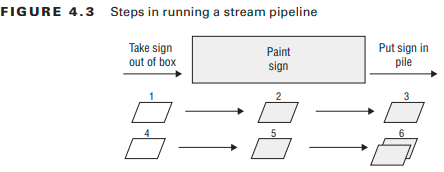 FIGURE 4.3 Steps in running a stream pipeline
Take sign
out of box
Paint
sign
Put sign in
pile
1
2
3
4
5
6